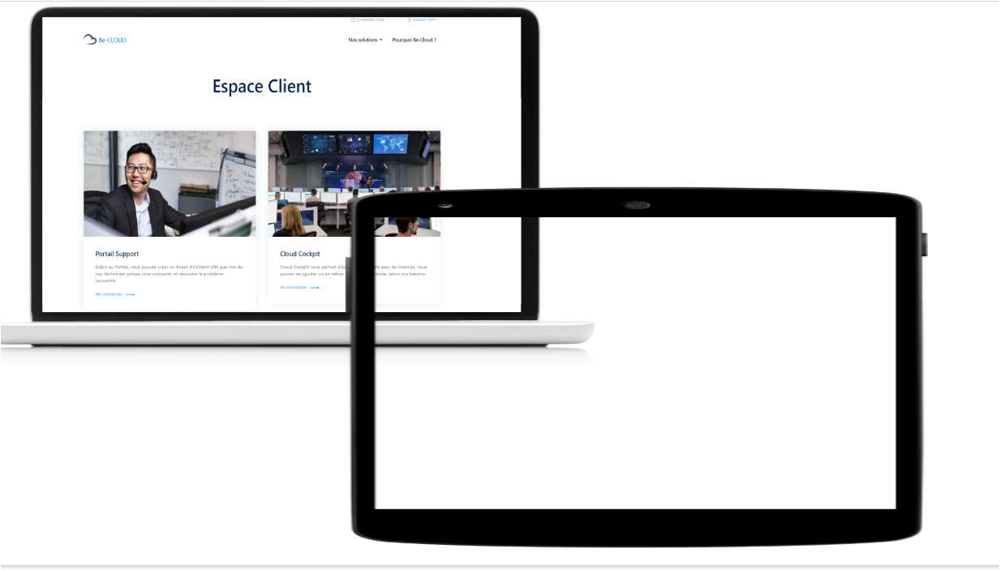 Contactez-nous
Espace client
Be-CLOUD
Nos solutions
Pourquoi Be-Cloud ?
Espace Client
Portail Support
Grâce au Portail, vous pouvez créer un ticket d'incident afin que l'un de
nos technicien puisse vous contacter et résoudre le problème
rencontré.
Se connecter
Cloud Cockpit
Cloud Cockpit vous permet d'a tre parc de licences. Vous
pouvez en ajouter ou en retirer omie, selon vos besoins.
Se connecter